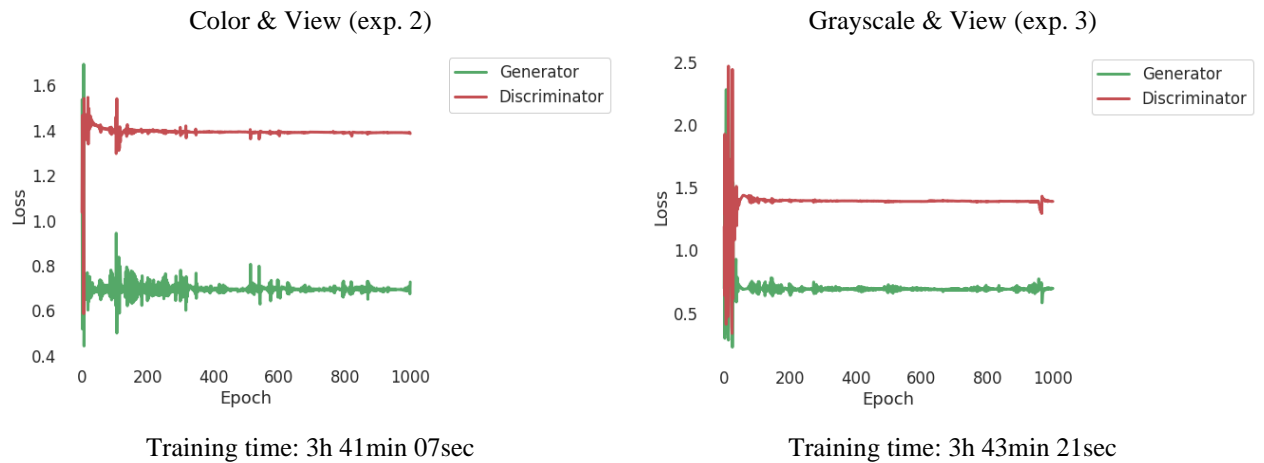 Color & View (exp. 2)
Grayscale & View (exp. 3)
Generator
Discriminator
1.6
1.4
1.2
1.0
0.8
0.6
0.4
Loss
0 200 400 600 800 1000
Epoch
Generator
Discriminator
2.5
2.0
1.5
1.0
0.5
Loss
0 200 400 600 800 1000
Epoch
Training time: 3h 41min 07sec
Training time: 3h 43min 21sec